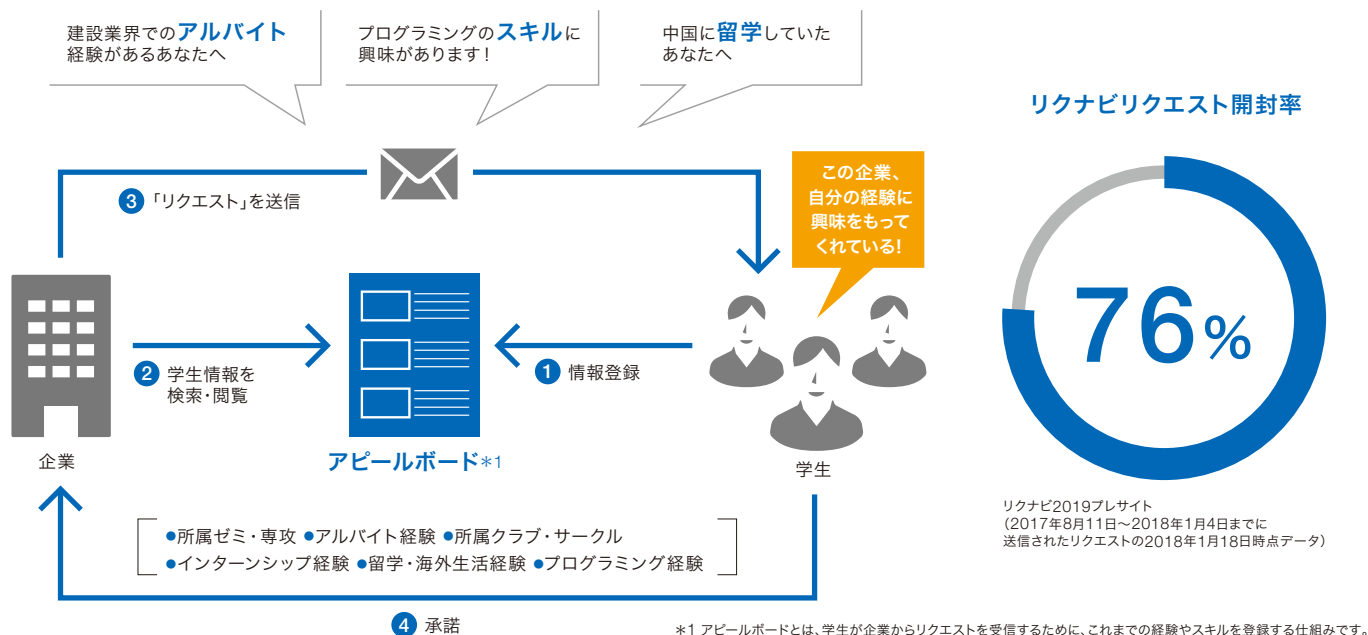 建設業界でのアルバイト
経験があるあなたへ
プログラミングのスキルに
興味があります!
中国に留学していた
あなたへ
3 「リクエスト」を送信
この企業、
自分の経験に
興味をもって
くれている!
2 学生情報を
検索・閲覧
1 情報登録
企業
アピールボード*1
学生
●所属ゼミ・専攻 ●アルバイト経験 ●所属クラブ・サークル
●インターンシップ経験 ●留学・海外生活経験 ●プログラミング経験
4 承諾
リクナビリクエスト開封率
76%
リクナビ2019プレサイト
(2017年8月11日~2018年1月4日までに
送信されたリクエストの2018年1月18日時点データ)
*1 アピールボードとは、学生が企業からリクエストを受信するために、これまでの経験やスキルを登録する仕組みです。